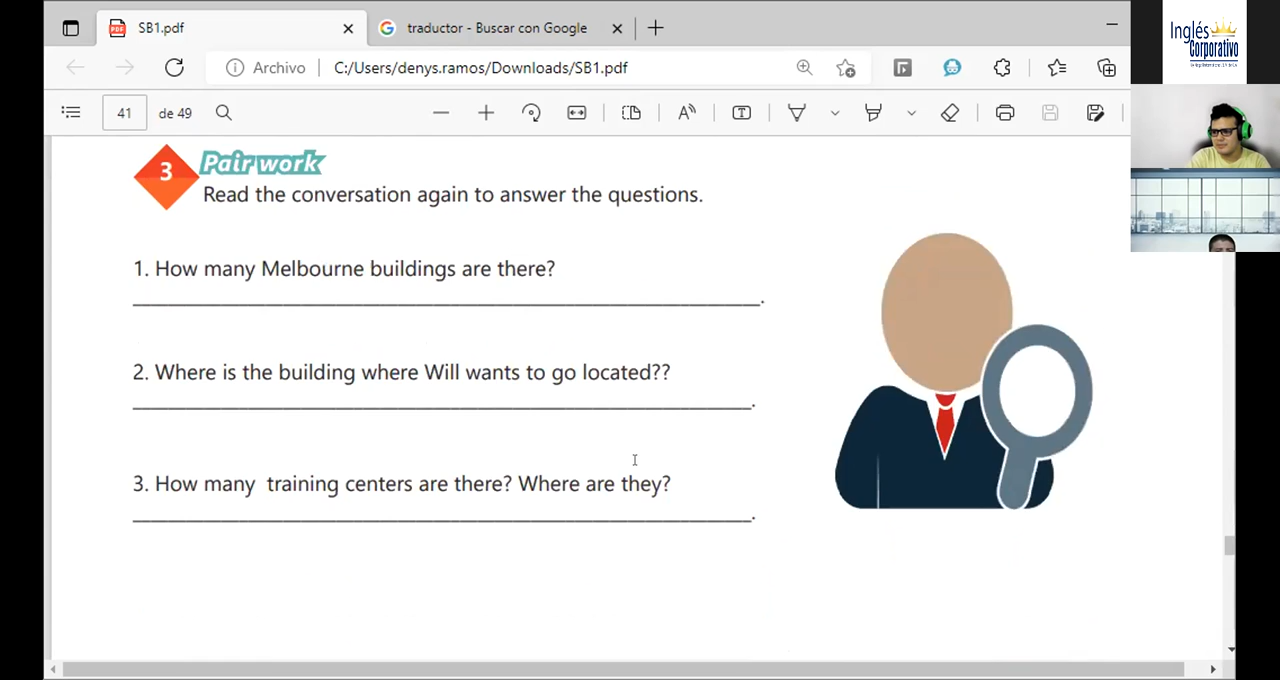 SB1.pdf
traductor - Buscar con Google
Inglés
Corporativo
Archivo
C:/Users/denys.ramos/Downloads/SB1.pdf
41
de 49
3
Pair work
Read the conversation again to answer the questions.
1. How many Melbourne buildings are there?
2. Where is the building where Will wants to go located??
3. How many  training centers are there? Where are they?